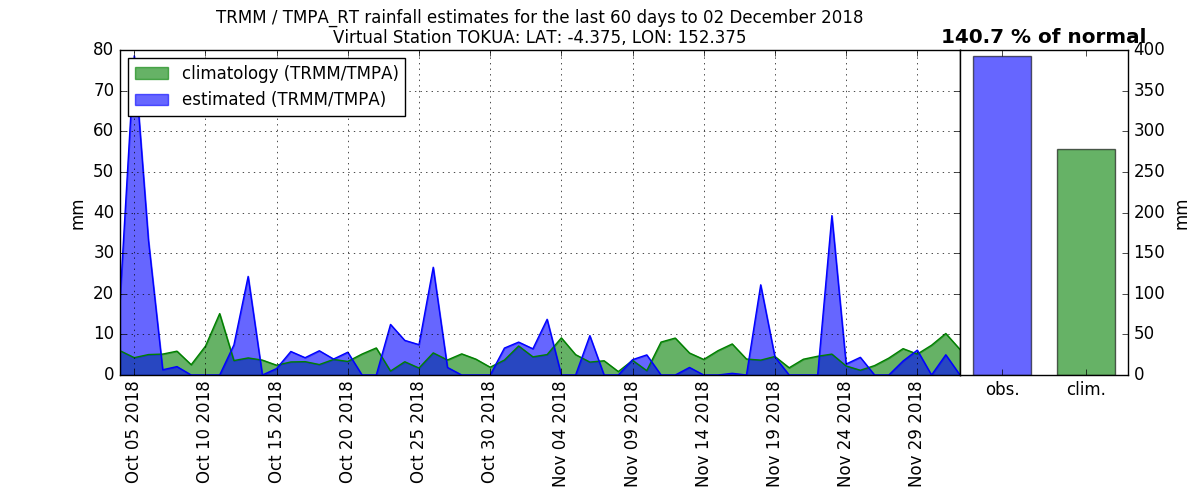 TRMM / TMPA_RT rainfall estimates for the last 60 days to 02 December 2018
Virtual Station TOKUA: LAT: -4.375, LON: 152.375
140.7 % of normal
climatology (TRMM/TMPA)
estimated (TRMM/TMPA)
80
70
60
50
40
30
20
10
0
mm
Oct 05 2018
Oct 10 2018
Oct 15 2018
Oct 20 2018
Oct 25 2018
Oct 30 2018
Nov 04 2018
Nov 09 2018
Nov 14 2018
Nov 19 2018
Nov 24 2018
Nov 29 2018
obs.
clim.
400
350
300
250
200
150
100
50
0
mm